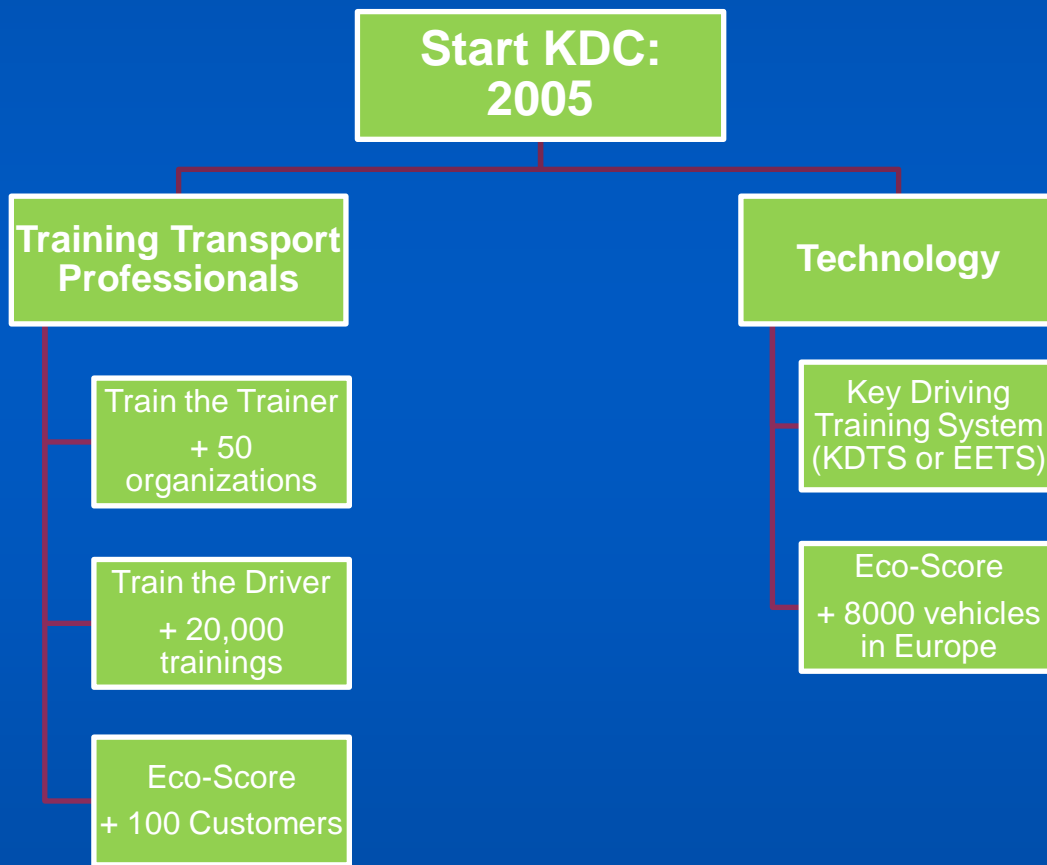 Start KDC:
2005
Training Transport
Professionals
Train the Trainer
+ 50
organizations
Train the Driver
+ 20,000
trainings
Eco-Score
+ 100 Customers
Technology
Key Driving
Training System
(KDTS or EETS)
Eco-Score
+ 8000 vehicles
in Europe